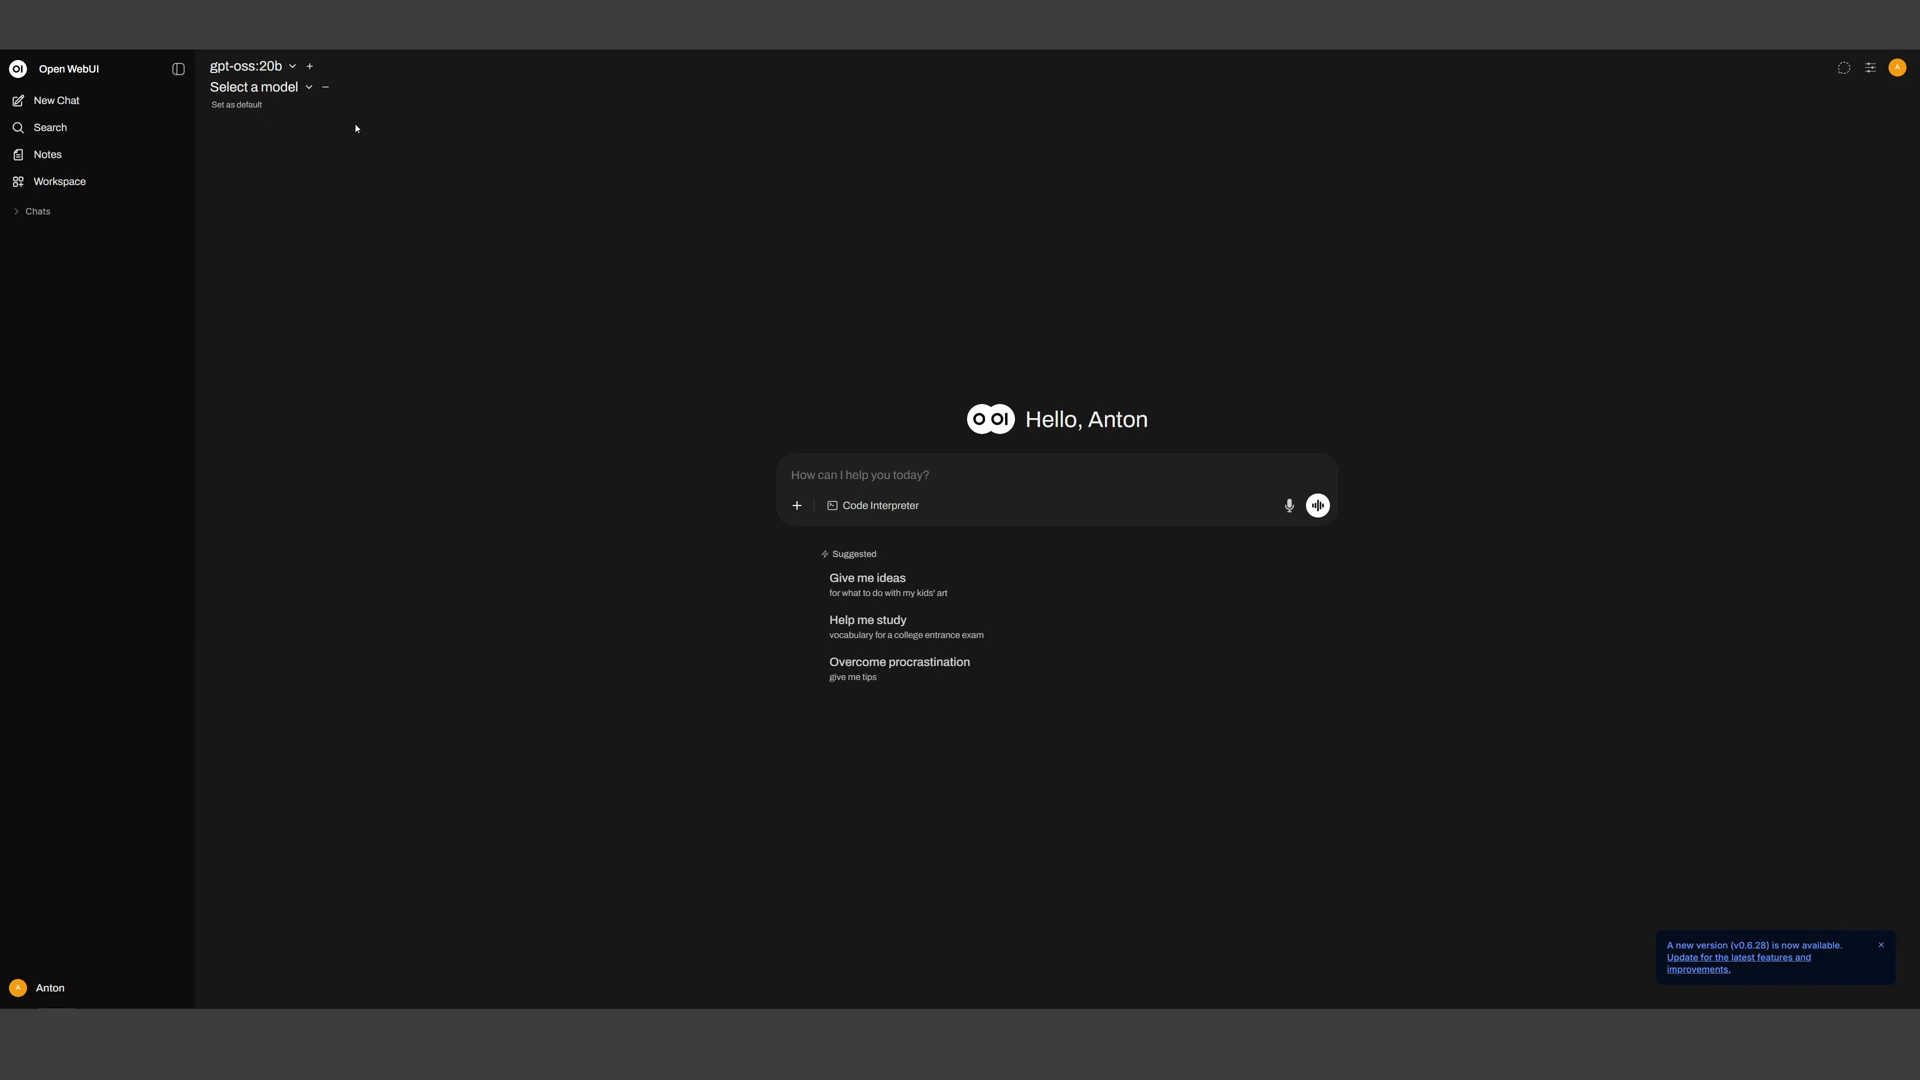 OI Open WebUI
New Chat
Search
Notes
Workspace
Chats
gpt-oss:20b
Select a model
Set as default
A
O OI Hello, Anton
How can I help you today?
Code Interpreter
Suggested
Give me ideas
for what to do with my kids' art
Help me study
vocabulary for a college entrance exam
Overcome procrastination
give me tips
A new version (v0.6.28) is now available.
Update for the latest features and
improvements.
A Anton